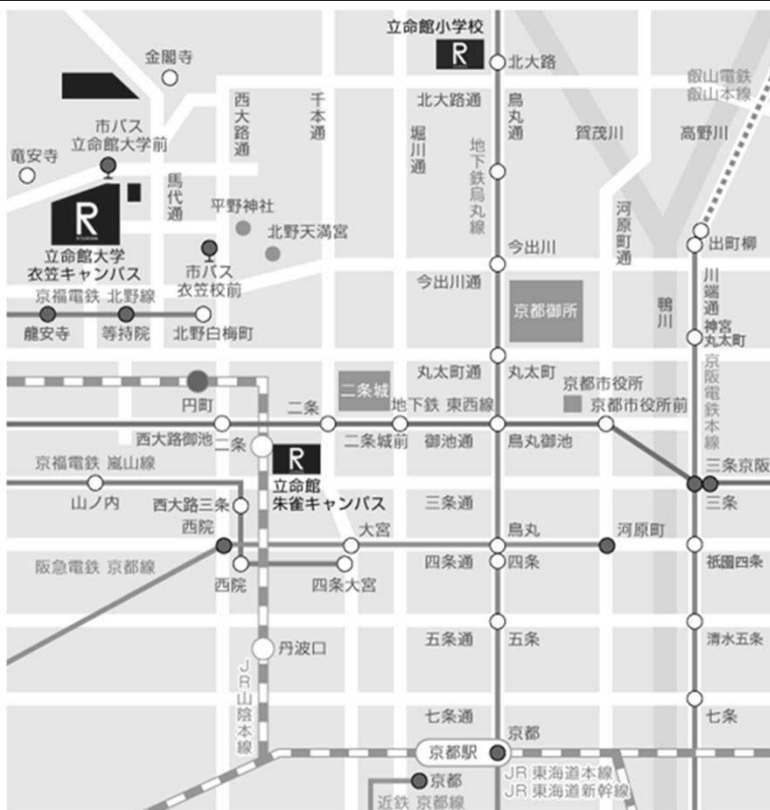 立命館小学校
R
北大路
金閣寺
叡山電鉄
叡山本線
西大路通
千本通
北大路通
烏丸通
堀川通
地下鉄烏丸線
賀茂川
高野川
市バス
立命館大学前
竜安寺
馬代通
R
平野神社
北野天満宮
河原町通
今出川
出町柳
立命館大学
衣笠キャンパス
市バス
衣笠校前
今出川通
川端通
京福電鉄 北野線
京都御所
鴨川
龍安寺
等持院
北野白梅町
神宮
丸太町
丸太町通
丸太町
京阪電鉄本線
円町
二条城
京都市役所
二条
地下鉄 東西線
京都市役所前
西大路御池
二条
二条城前
御池通
烏丸御池
R
京福電鉄 嵐山線
立命館
朱雀キャンパス
三条京阪
山ノ内
西大路三条
三条通
三条
西院
大宮
烏丸
河原町
阪急電鉄 京都線
西院
四条大宮
四条通
四条
祇園四条
五条通
五条
清水五条
丹波口
JR山陰本線
七条通
七条
京都
京都駅
JR 東海道本線
JR 東海道新幹線
京都
近鉄 京都線